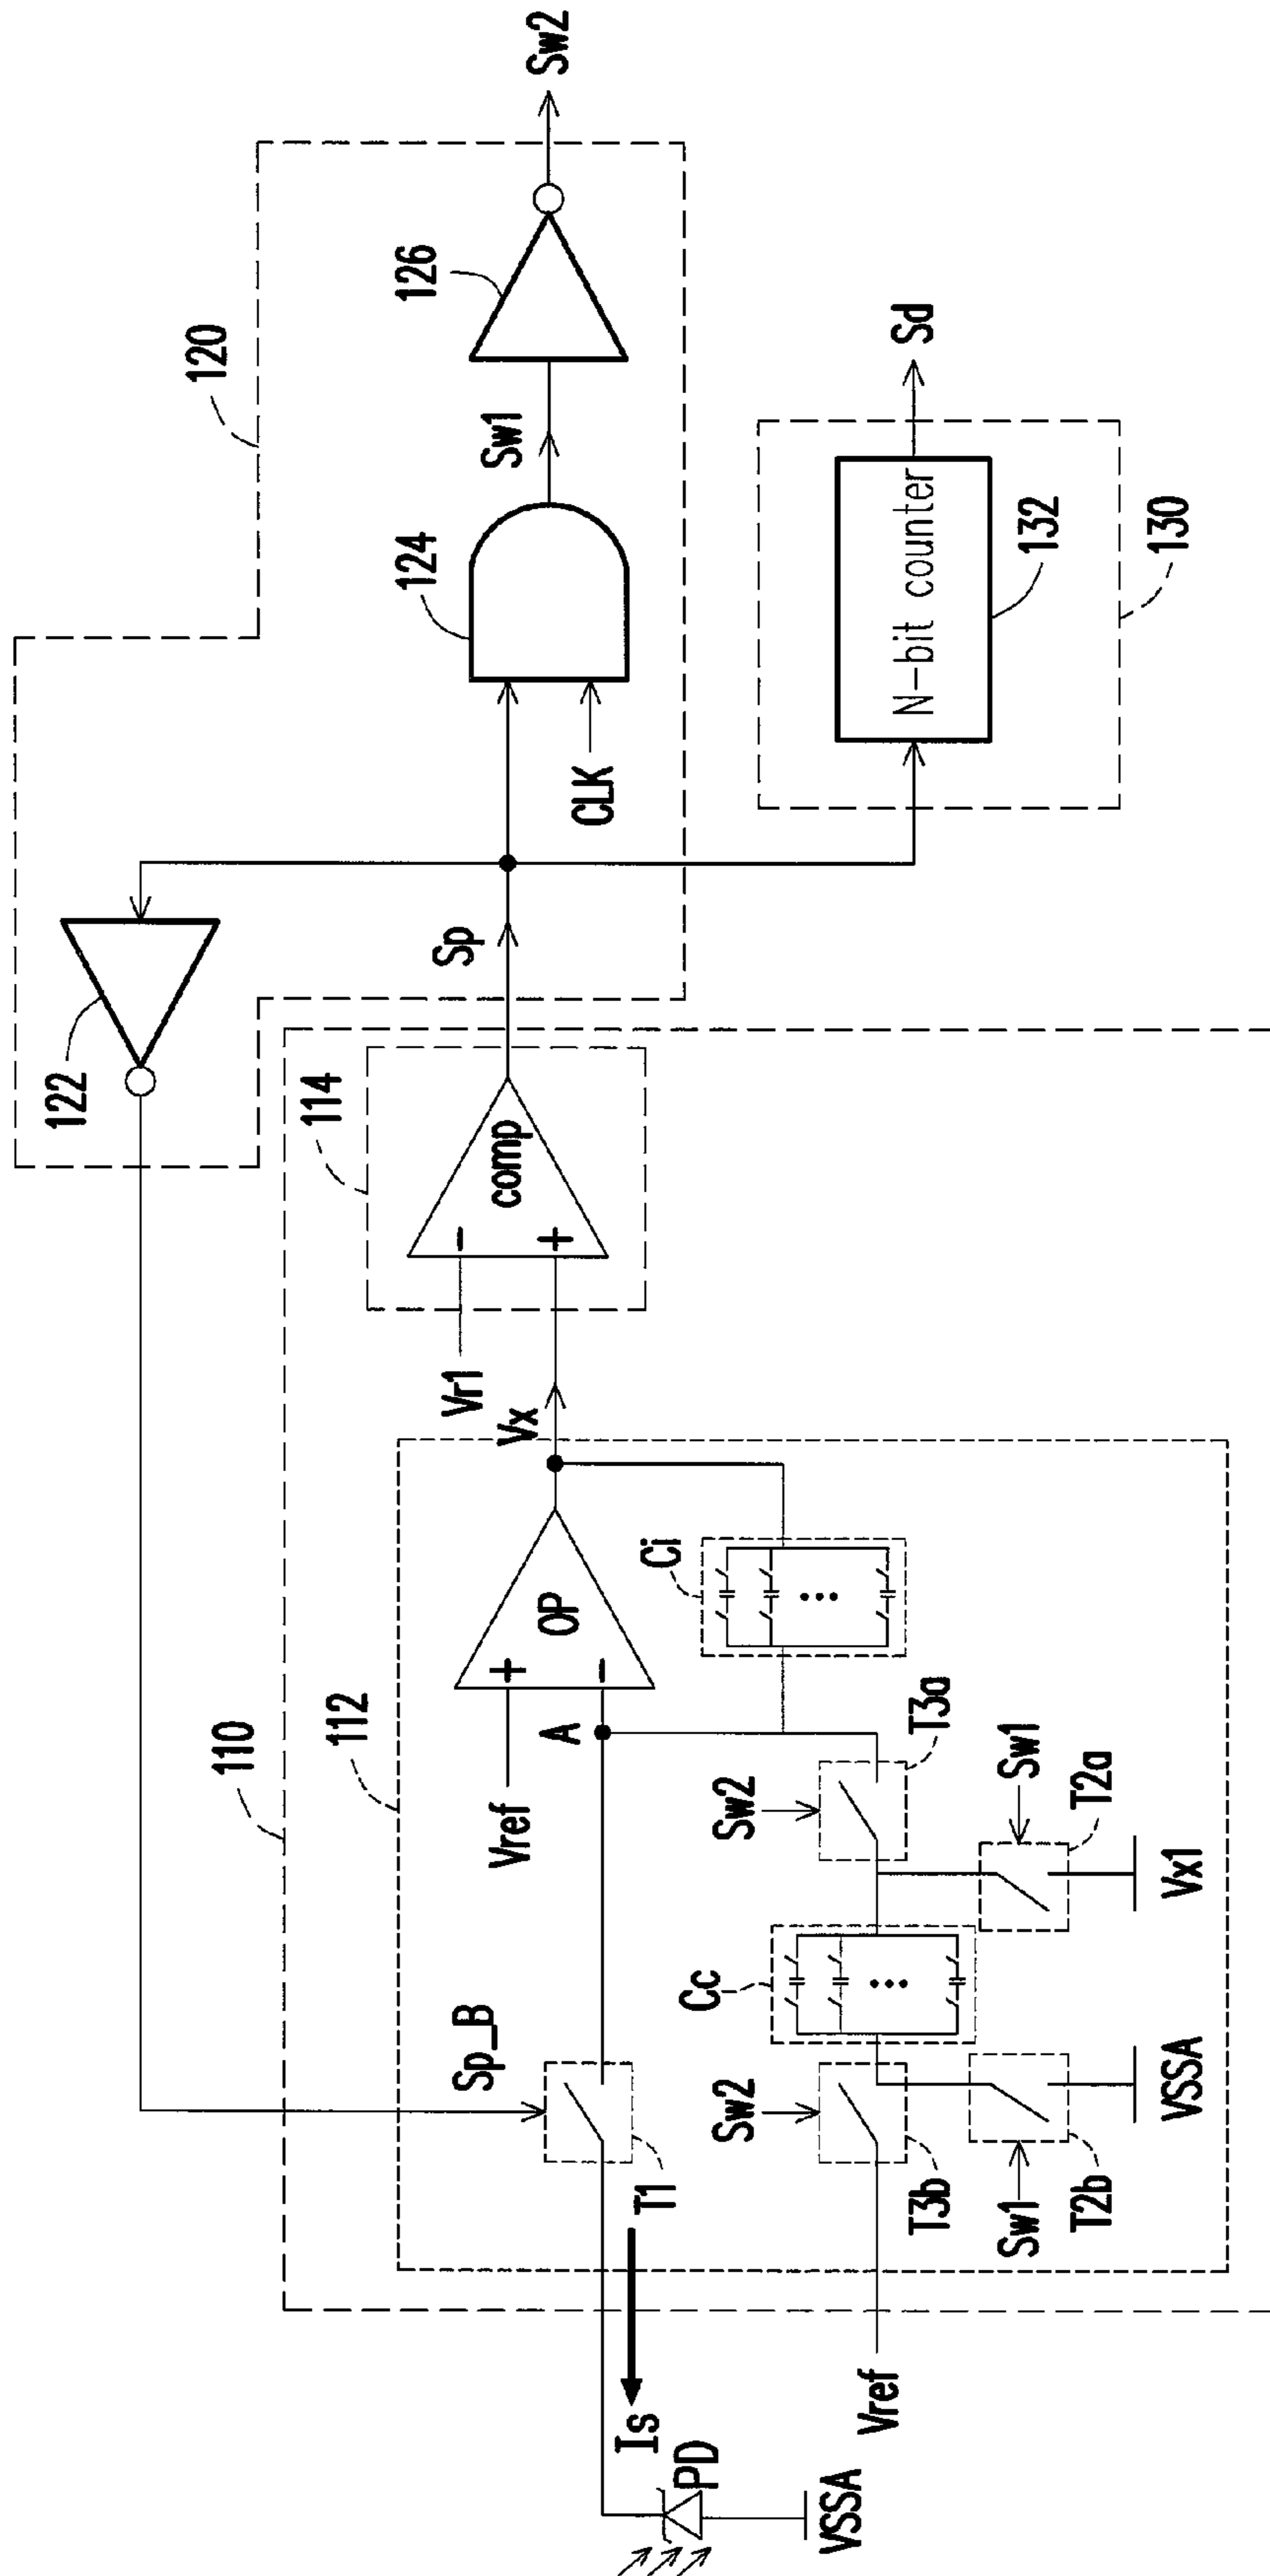 120
122
Sp
124
CLK
Sw1
126
Sw2
N-bit counter
132
130
Sd
110
112
114
Vr1
comp
Vx
Vref
A
OP
Ci
Sp_B
T1
Is
PD
VSSA
Vref
Sw2
T3b
Sw1
T2b
VSSA
Cc
Sw2
T3a
Sw1
T2a
Vx1